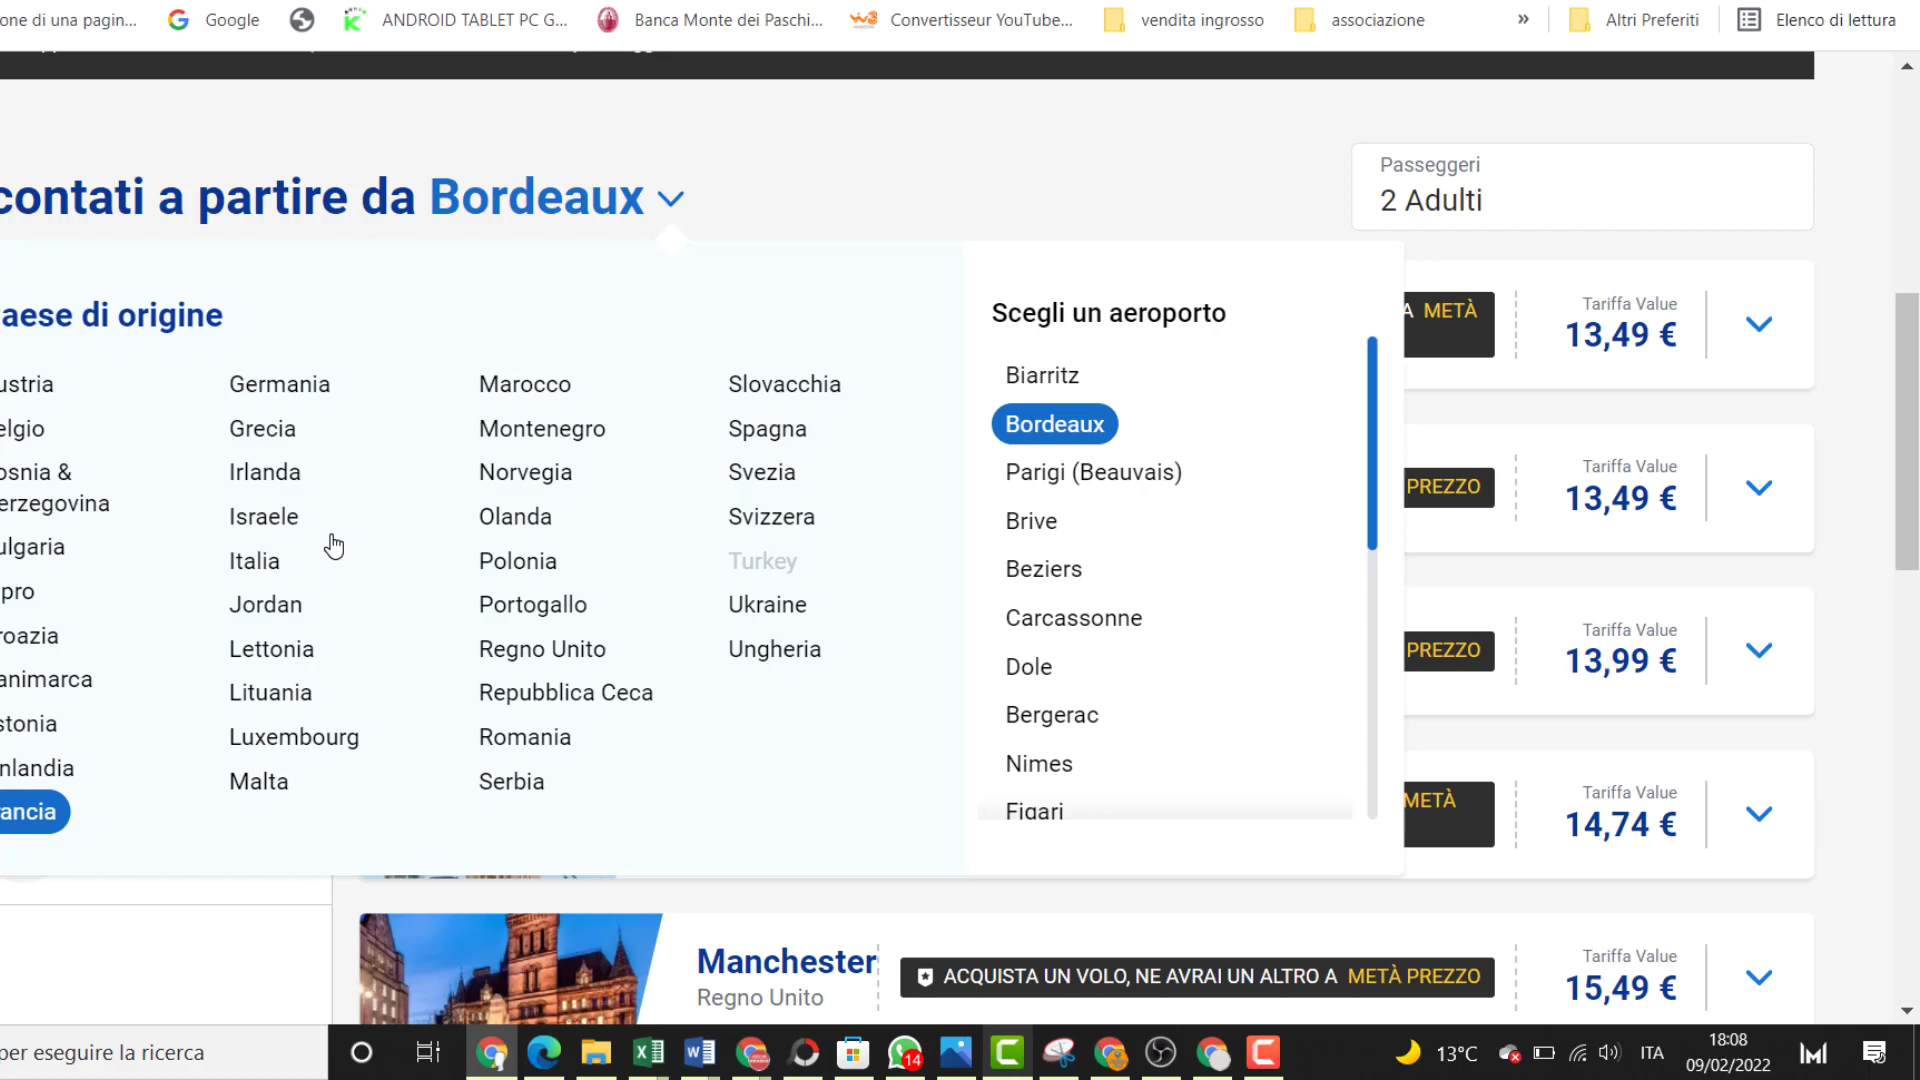 one di una pagin... Google ANDROID TABLET PC G... Banca Monte dei Paschi... Convertisseur YouTube... vendita ingrosso associazione » Altri Preferiti Elenco di lettura
contati a partire da Bordeaux
Passeggeri
2 Adulti
aese di origine
ustria
elgio
osnia &
erzegovina
ulgaria
pro
roazia
animarca
stonia
nlandia
rancia
Germania
Grecia
Irlanda
Israele
Italia
Jordan
Lettonia
Lituania
Luxembourg
Malta
Marocco
Montenegro
Norvegia
Olanda
Polonia
Portogallo
Regno Unito
Repubblica Ceca
Romania
Serbia
Slovacchia
Spagna
Svezia
Svizzera
Turkey
Ukraine
Ungheria
Scegli un aeroporto
Biarritz
Bordeaux
Parigi (Beauvais)
Brive
Beziers
Carcassonne
Dole
Bergerac
Nimes
Figari
A METÀ
Tariffa Value
13,49 €
PREZZO
Tariffa Value
13,49 €
PREZZO
Tariffa Value
13,99 €
METÀ
Tariffa Value
14,74 €
Manchester
Regno Unito
ACQUISTA UN VOLO, NE AVRAI UN ALTRO A METÀ PREZZO
Tariffa Value
15,49 €
per eseguire la ricerca
14
13°C
ITA
18:08
09/02/2022